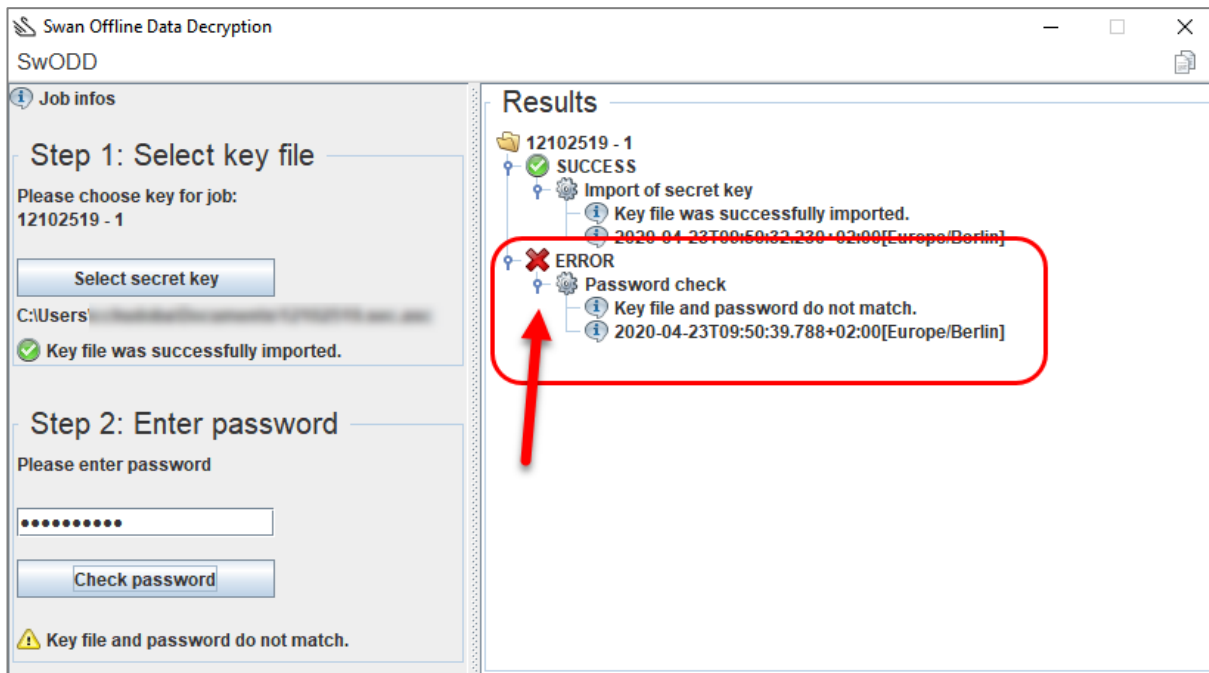 Swan Offline Data Decryption
SwODD
Job infos
Step 1: Select key file
Please choose key for job:
12102519 - 1
Select secret key
C:\Users\
Key file was successfully imported.
Step 2: Enter password
Please enter password
••••••••••
Check password
Key file and password do not match.
Results
12102519 - 1
SUCCESS
Import of secret key
Key file was successfully imported.
2020-04-23T09:50:32.230+02:00[Europe/Berlin]
ERROR
Password check
Key file and password do not match.
2020-04-23T09:50:39.788+02:00[Europe/Berlin]